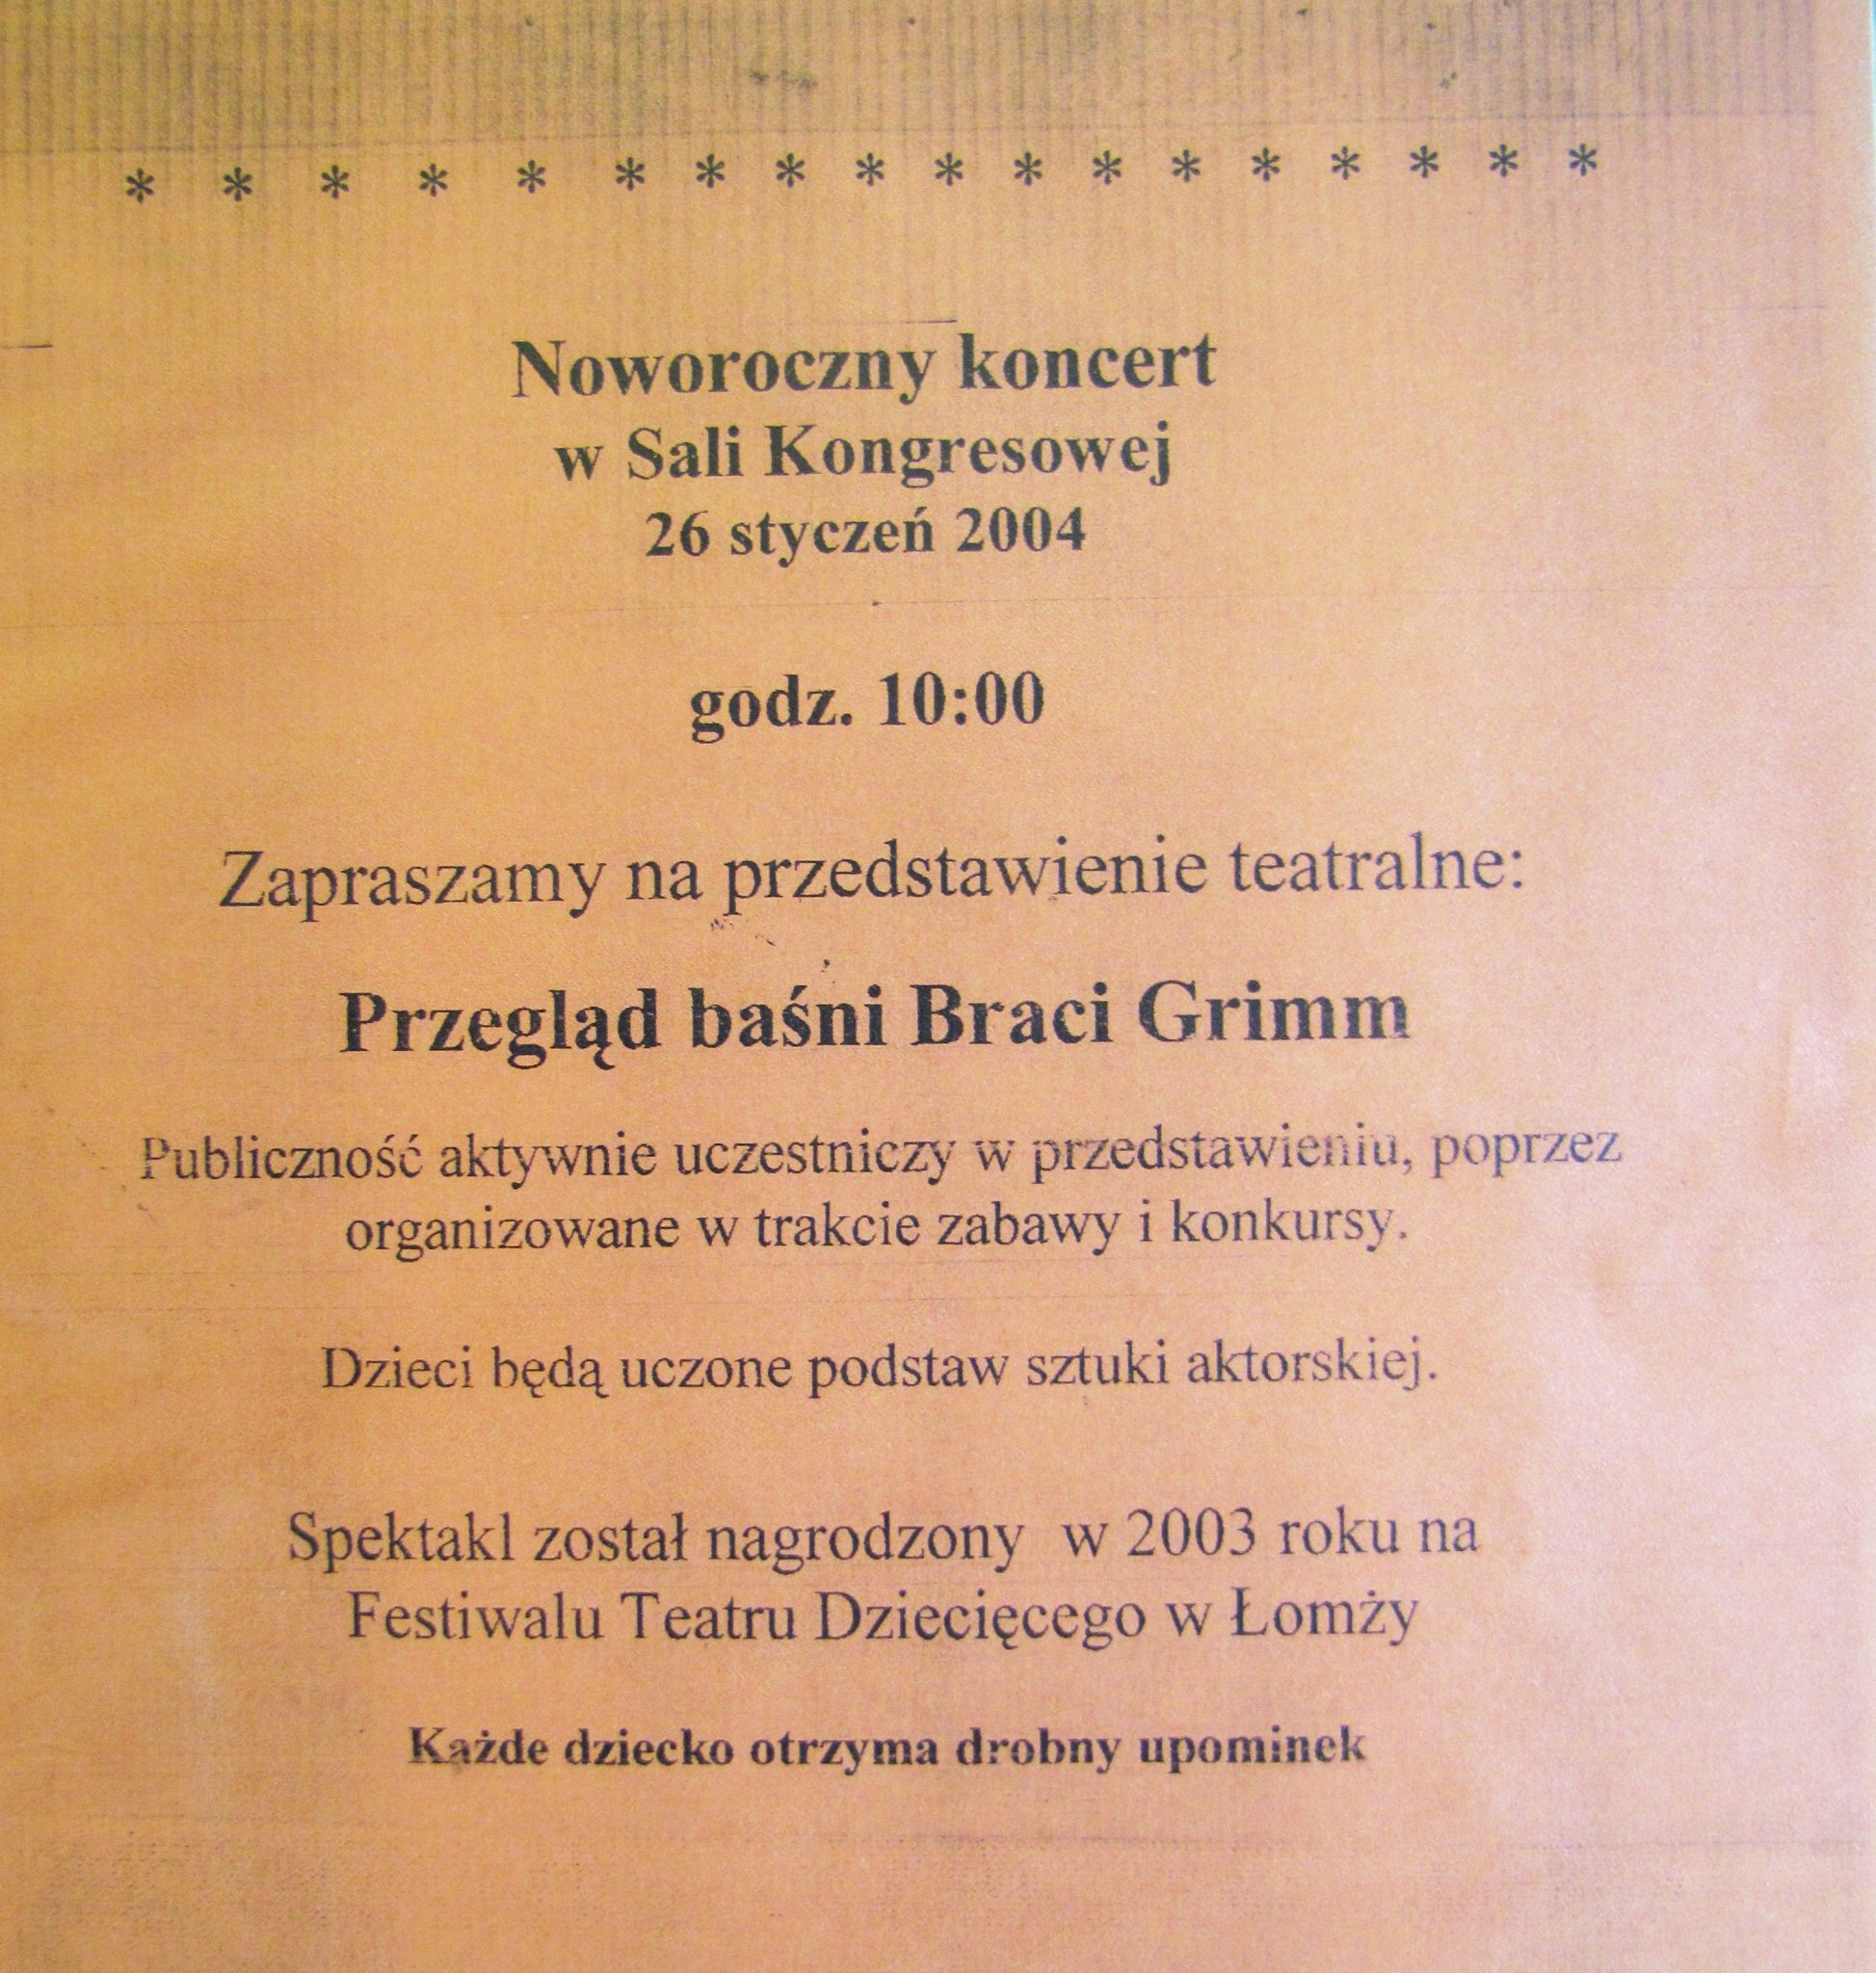 * * * * * * * * * * * * * * * * * *
Noworoczny koncert
w Sali Kongresowej
26 styczeń 2004
godz. 10:00
Zapraszamy na przedstawienie teatralne:
Przegląd baśni Braci Grimm
Publiczność aktywnie uczestniczy w przedstawieniu, poprzez
organizowane w trakcie zabawy i konkursy.
Dzieci będą uczone podstaw sztuki aktorskiej.
Spektakl został nagrodzony w 2003 roku na
Festiwalu Teatru Dziecięcego w Łomży
Każde dziecko otrzyma drobny upominek